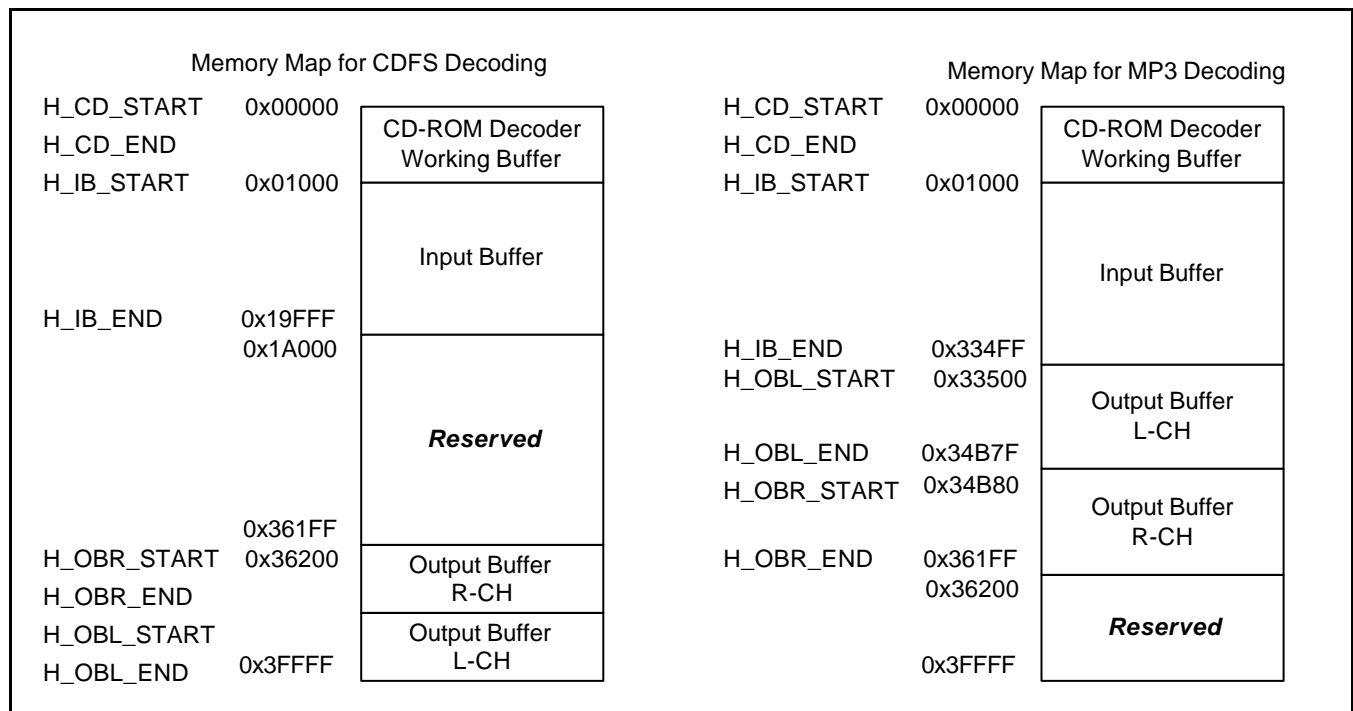 Memory Map for CDFS Decoding
H_CD_START 0x00000
H_CD_END
H_IB_START 0x01000
H_IB_END 0x19FFF
0x1A000
0x361FF
H_OBR_START 0x36200
H_OBR_END
H_OBL_START
H_OBL_END 0x3FFFF
CD-ROM Decoder
Working Buffer
Input Buffer
Reserved
Output Buffer
R-CH
Output Buffer
L-CH
Memory Map for MP3 Decoding
H_CD_START 0x00000
H_CD_END
H_IB_START 0x01000
H_IB_END 0x334FF
H_OBL_START 0x33500
H_OBL_END 0x34B7F
H_OBR_START 0x34B80
H_OBR_END 0x361FF
0x36200
0x3FFFF
CD-ROM Decoder
Working Buffer
Input Buffer
Output Buffer
L-CH
Output Buffer
R-CH
Reserved